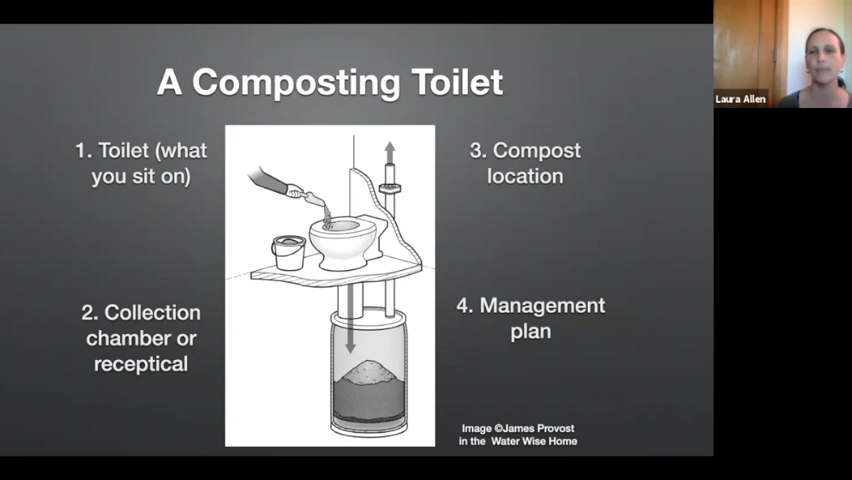 A Composting Toilet
1. Toilet (what
you sit on)
2. Collection
chamber or
receptical
3. Compost
location
4. Management
plan
Image ©James Provost
in the Water Wise Home
Laura Allen